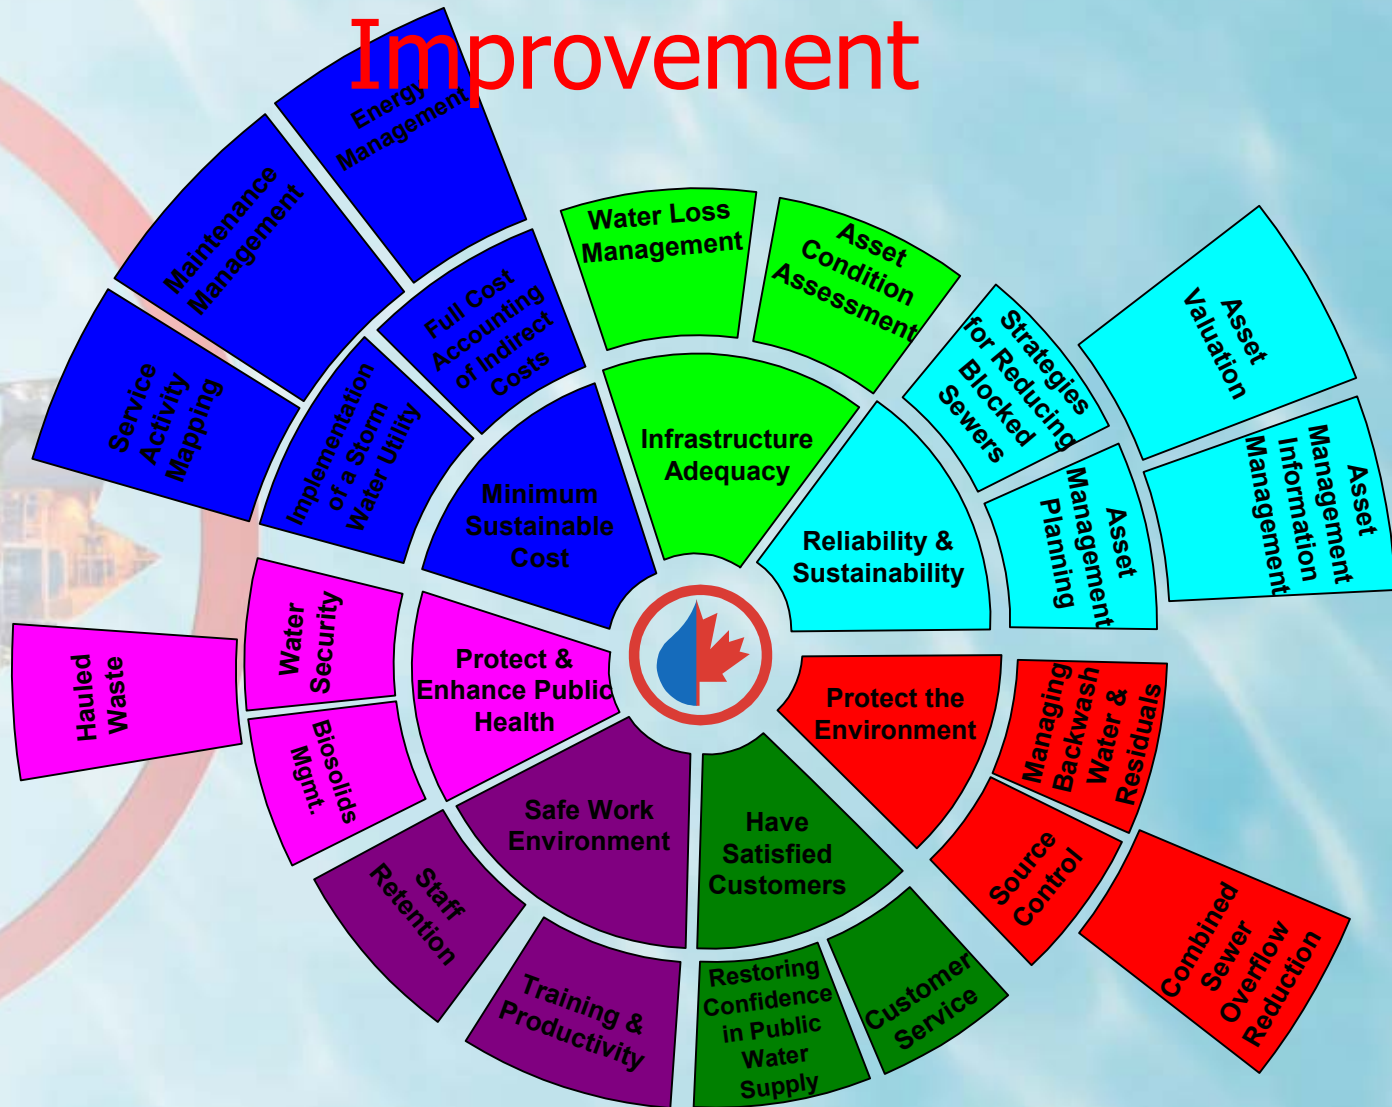 Improvement
Energy
Management
Maintenance
Management
Service
Activity
Mapping
Full Cost
Accounting
of Indirect
Costs
Implementation
of a Storm
Water Utility
Minimum
Sustainable
Cost
Water Loss
Management
Asset
Condition
Assessment
Infrastructure
Adequacy
Strategies
for Reducing
Blocked
Sewers
Asset
Management
Planning
Asset
Valuation
Asset
Management
Information
Management
Reliability &
Sustainability
Protect the
Environment
Managing
Backwash
Water &
Residuals
Source
Control
Combined
Sewer
Overflow
Reduction
Have
Satisfied
Customers
Customer
Service
Restoring
Confidence
in Public
Water
Supply
Safe Work
Environment
Training &
Productivity
Staff
Retention
Protect &
Enhance Public
Health
Water
Security
Biosolids
Mgmt.
Hauled
Waste